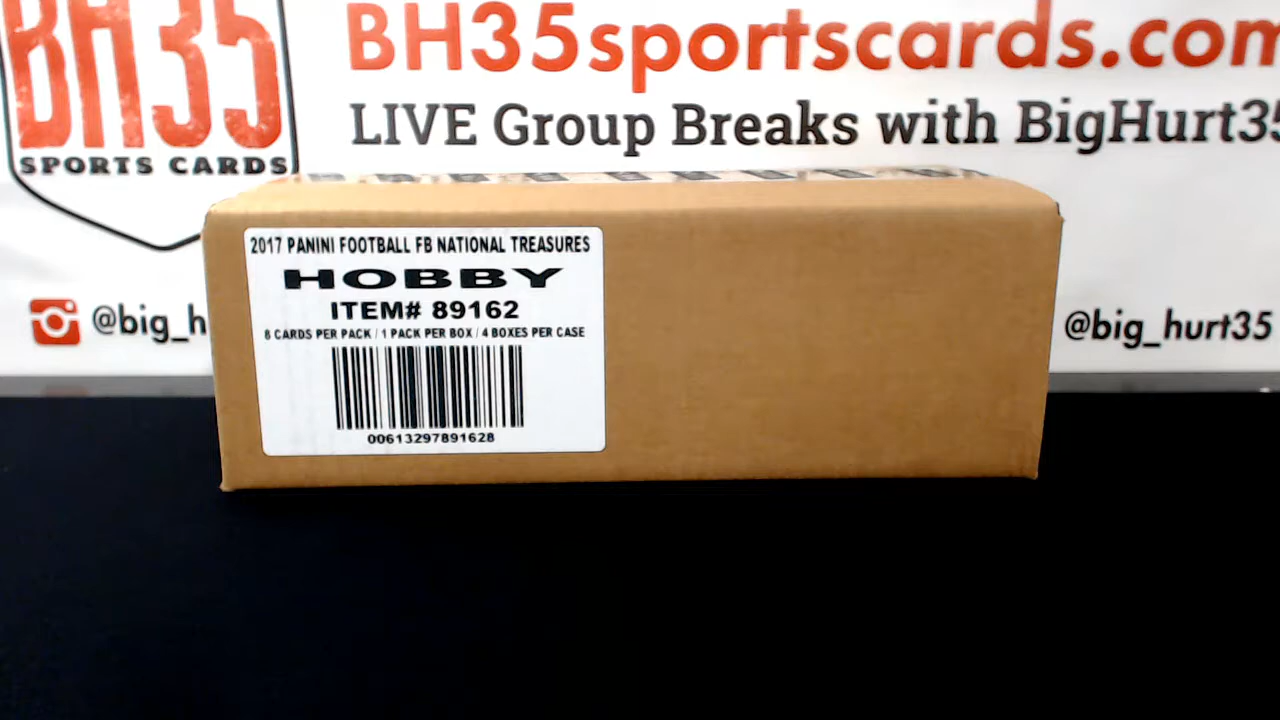 BH35
SPORTS CARDS
BH35sportscards.com
LIVE Group Breaks with BigHurt35
2017 PANINI FOOTBALL FB NATIONAL TREASURES
HOBBY
ITEM# 89162
8 CARDS PER PACK / 1 PACK PER BOX / 4 BOXES PER CASE
00613297891628
@big_h
@big_hurt35